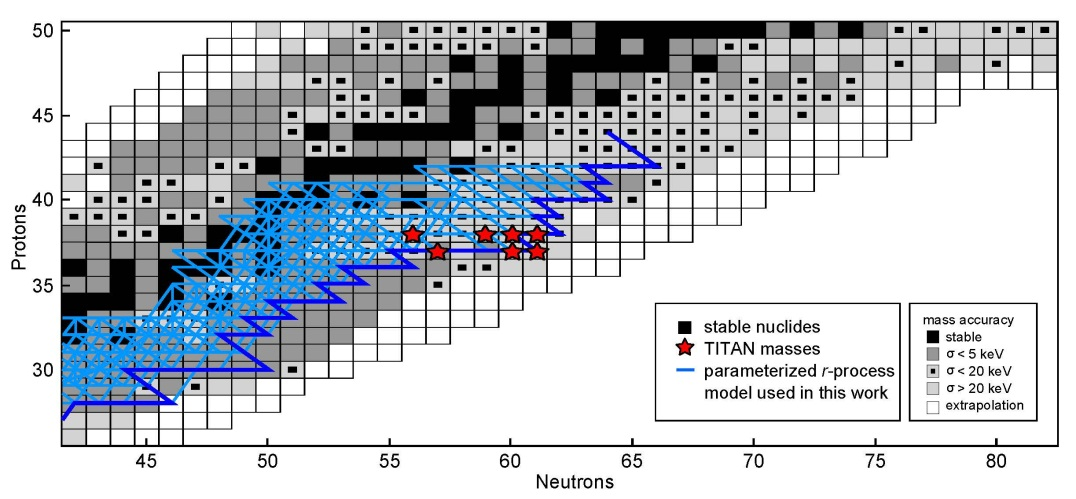 50
45
40
35
30
Protons
45
50
55
60
65
70
75
80
Neutrons
stable nuclides
TITAN masses
parameterized r-process
model used in this work
mass accuracy
stable
σ < 5 keV
σ < 20 keV
σ > 20 keV
extrapolation